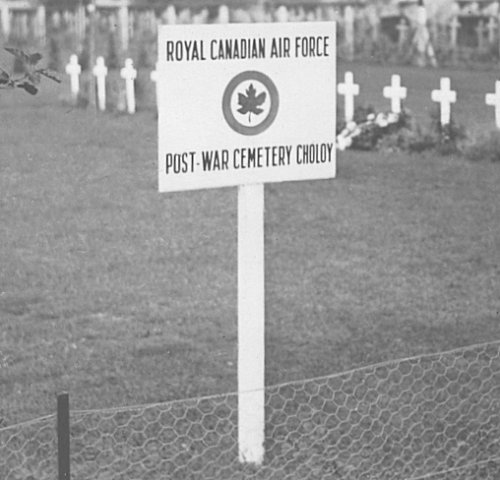 ROYAL CANADIAN AIR FORCE
POST-WAR CEMETERY CHOLOY